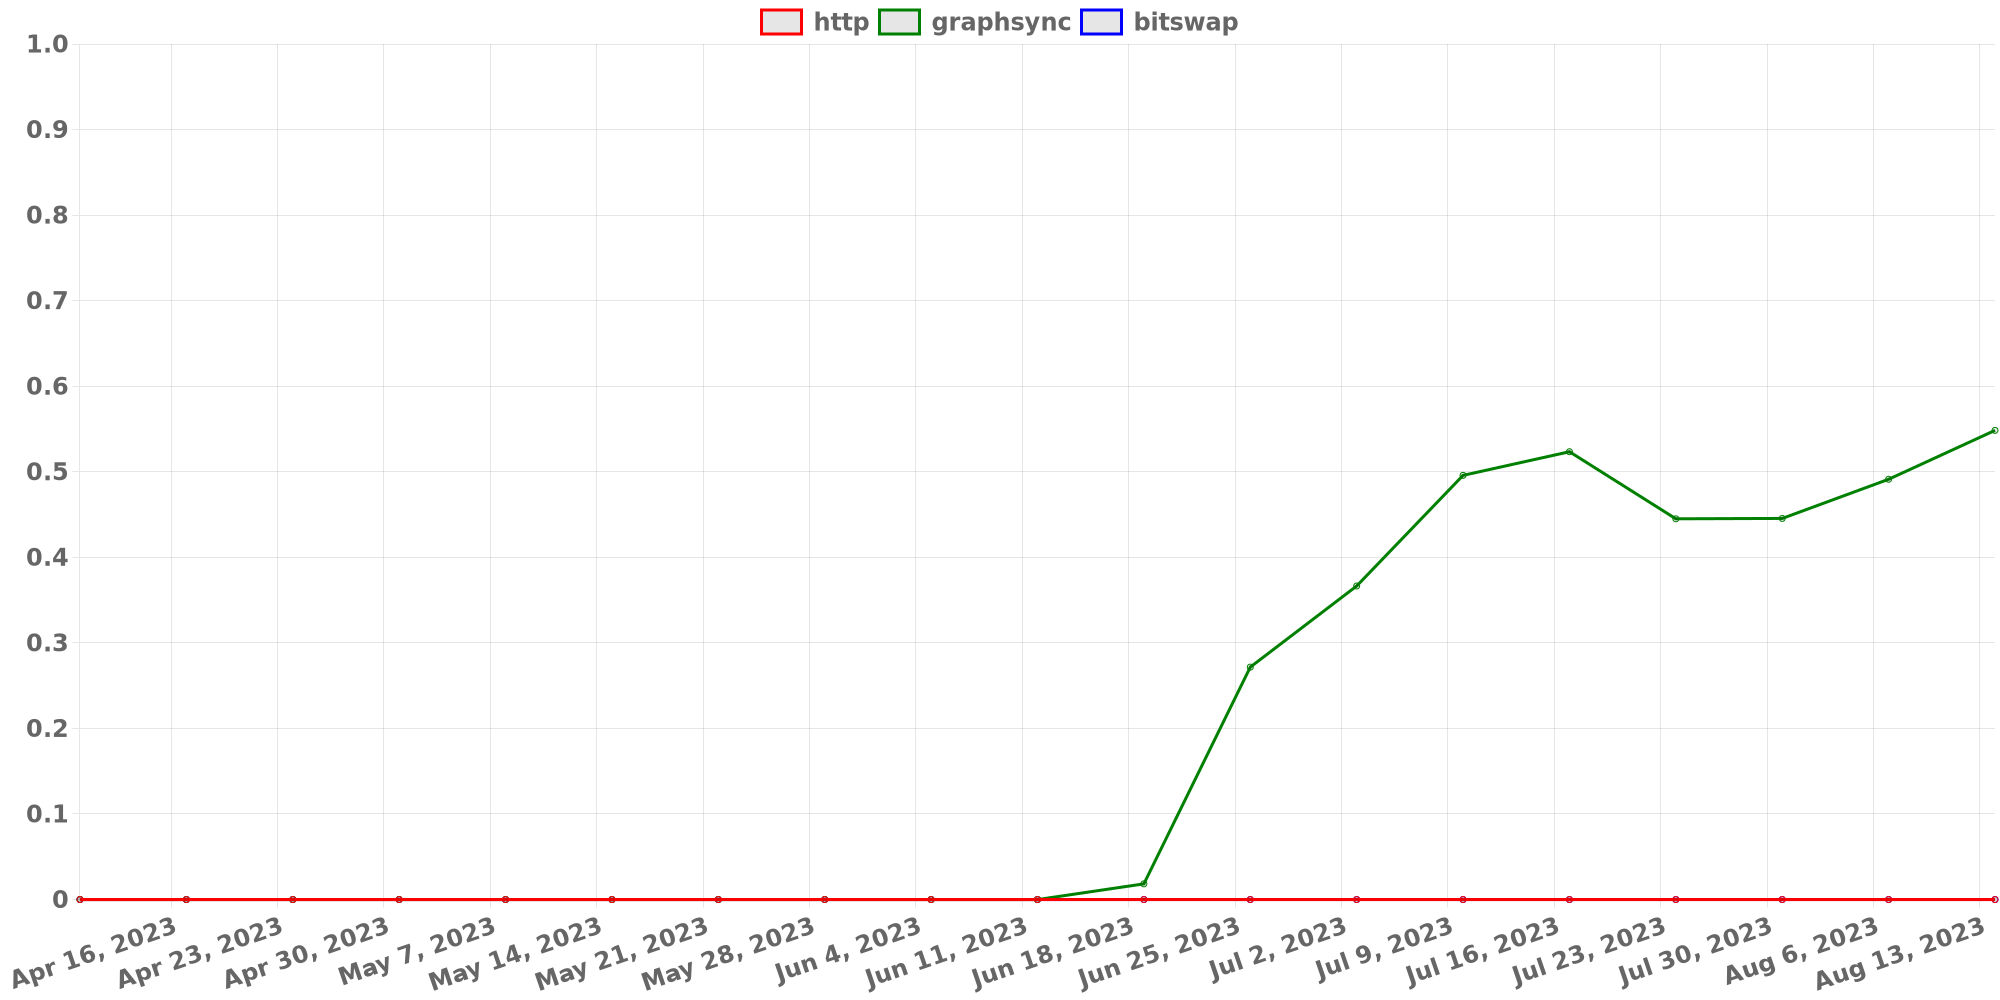 http graphsync bitswap
1.0
0.9
0.8
0.7
0.6
0.5
0.4
0.3
0.2
0.1
0
Apr 16, 2023
Apr 23, 2023
Apr 30, 2023
May 7, 2023
May 14, 2023
May 21, 2023
May 28, 2023
Jun 4, 2023
Jun 11, 2023
Jun 18, 2023
Jun 25, 2023
Jul 2, 2023
Jul 9, 2023
Jul 16, 2023
Jul 23, 2023
Jul 30, 2023
Aug 6, 2023
Aug 13, 2023